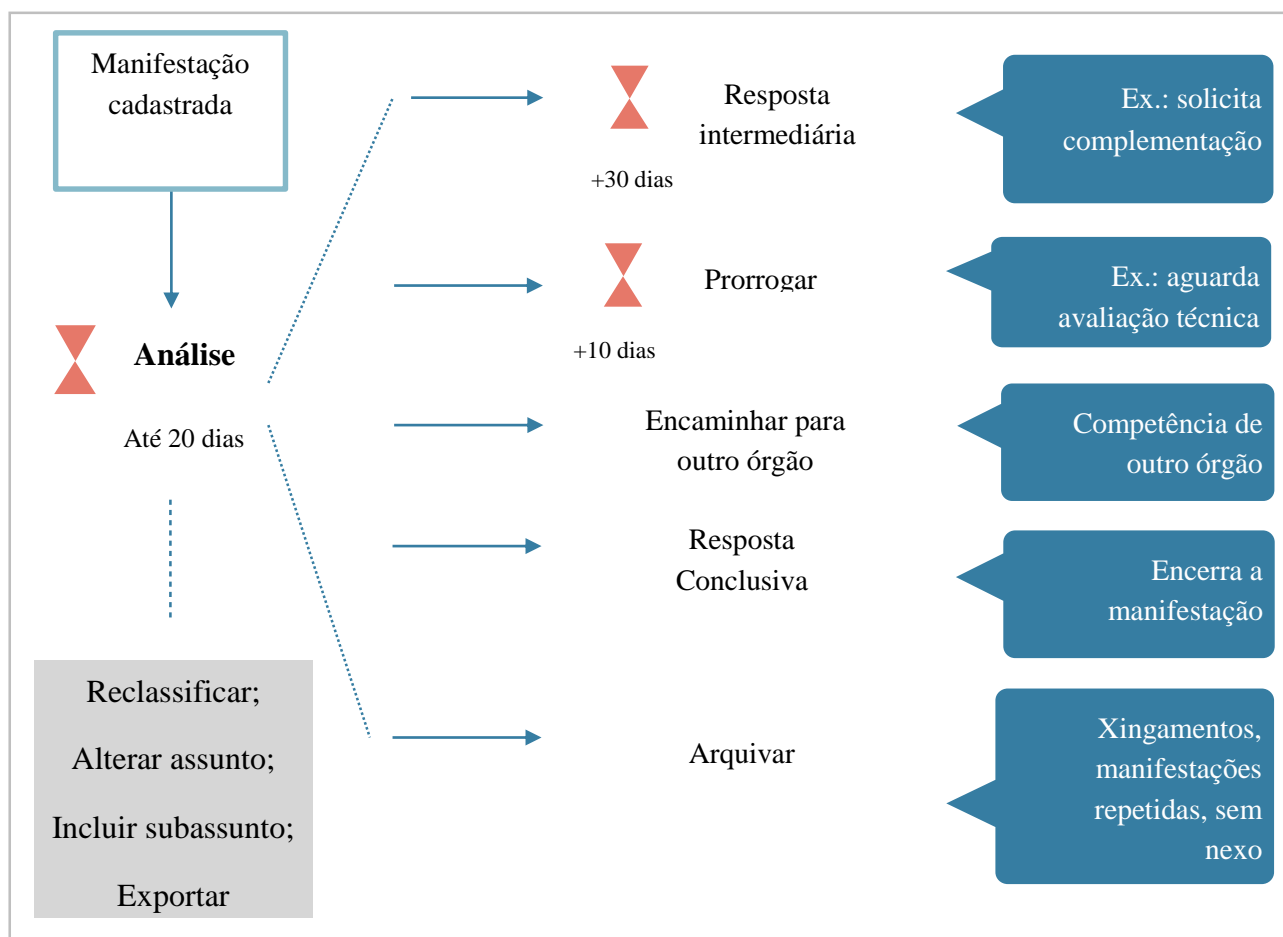 Manifestação
cadastrada
Análise
Até 20 dias
Reclassificar;
Alterar assunto;
Incluir subassunto;
Exportar
Resposta
intermediária
+30 dias
Ex.: solicita
complementação
Prorrogar
+10 dias
Ex.: aguarda
avaliação técnica
Encaminhar para
outro órgão
Competência de
outro órgão
Resposta
Conclusiva
Encerra a
manifestação
Arquivar
Xingamentos,
manifestações
repetidas, sem
nexo